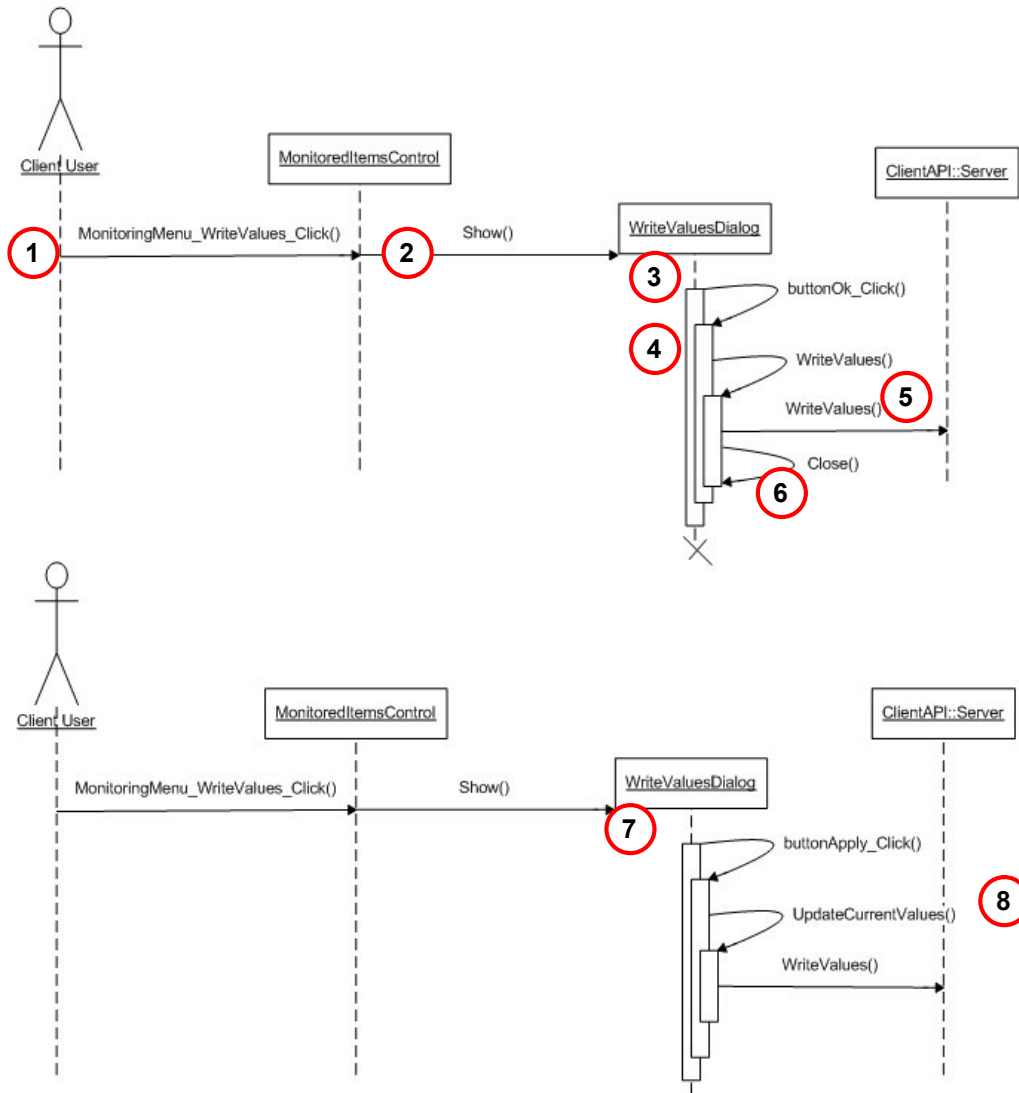 Client User
MonitoredItemsControl
ClientAPI::Server
WriteValuesDialog
1
MonitoringMenu_WriteValues_Click()
2
Show()
3
buttonOk_Click()
4
WriteValues()
5
WriteValues()
Close()
6
Client User
MonitoredItemsControl
ClientAPI::Server
MonitoringMenu_WriteValues_Click()
Show()
WriteValuesDialog
7
buttonApply_Click()
8
UpdateCurrentValues()
WriteValues()